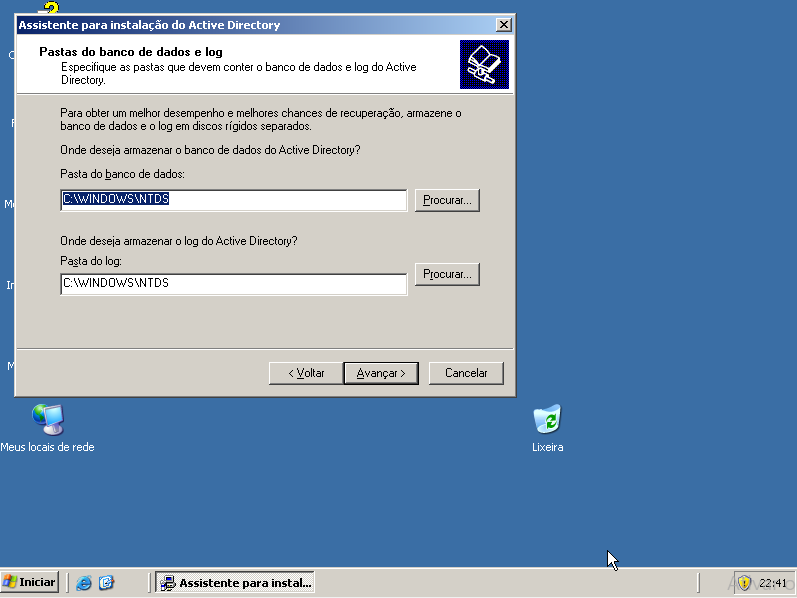 Assistente para instalação do Active Directory
Pastas do banco de dados e log
Especifique as pastas que devem conter o banco de dados e log do Active
Directory.
Para obter um melhor desempenho e melhores chances de recuperação, armazene o
banco de dados e o log em discos rígidos separados.
Onde deseja armazenar o banco de dados do Active Directory?
Pasta do banco de dados:
C:\WINDOWS\NTDS
Procurar...
Onde deseja armazenar o log do Active Directory?
Pasta do log:
C:\WINDOWS\NTDS
Procurar...
< Voltar
Avançar >
Cancelar
Meus locais de rede
Lixeira
Iniciar
Assistente para instal...
22:41